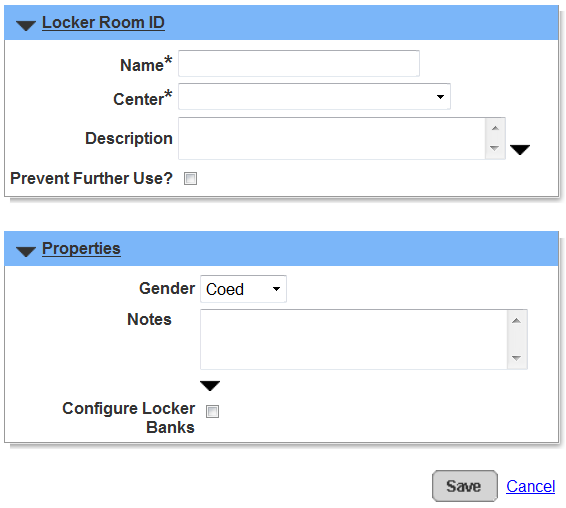 Locker Room ID
Name*
Center*
Description
Prevent Further Use?
Properties
Gender Coed
Notes
Configure Locker
Banks
Save Cancel